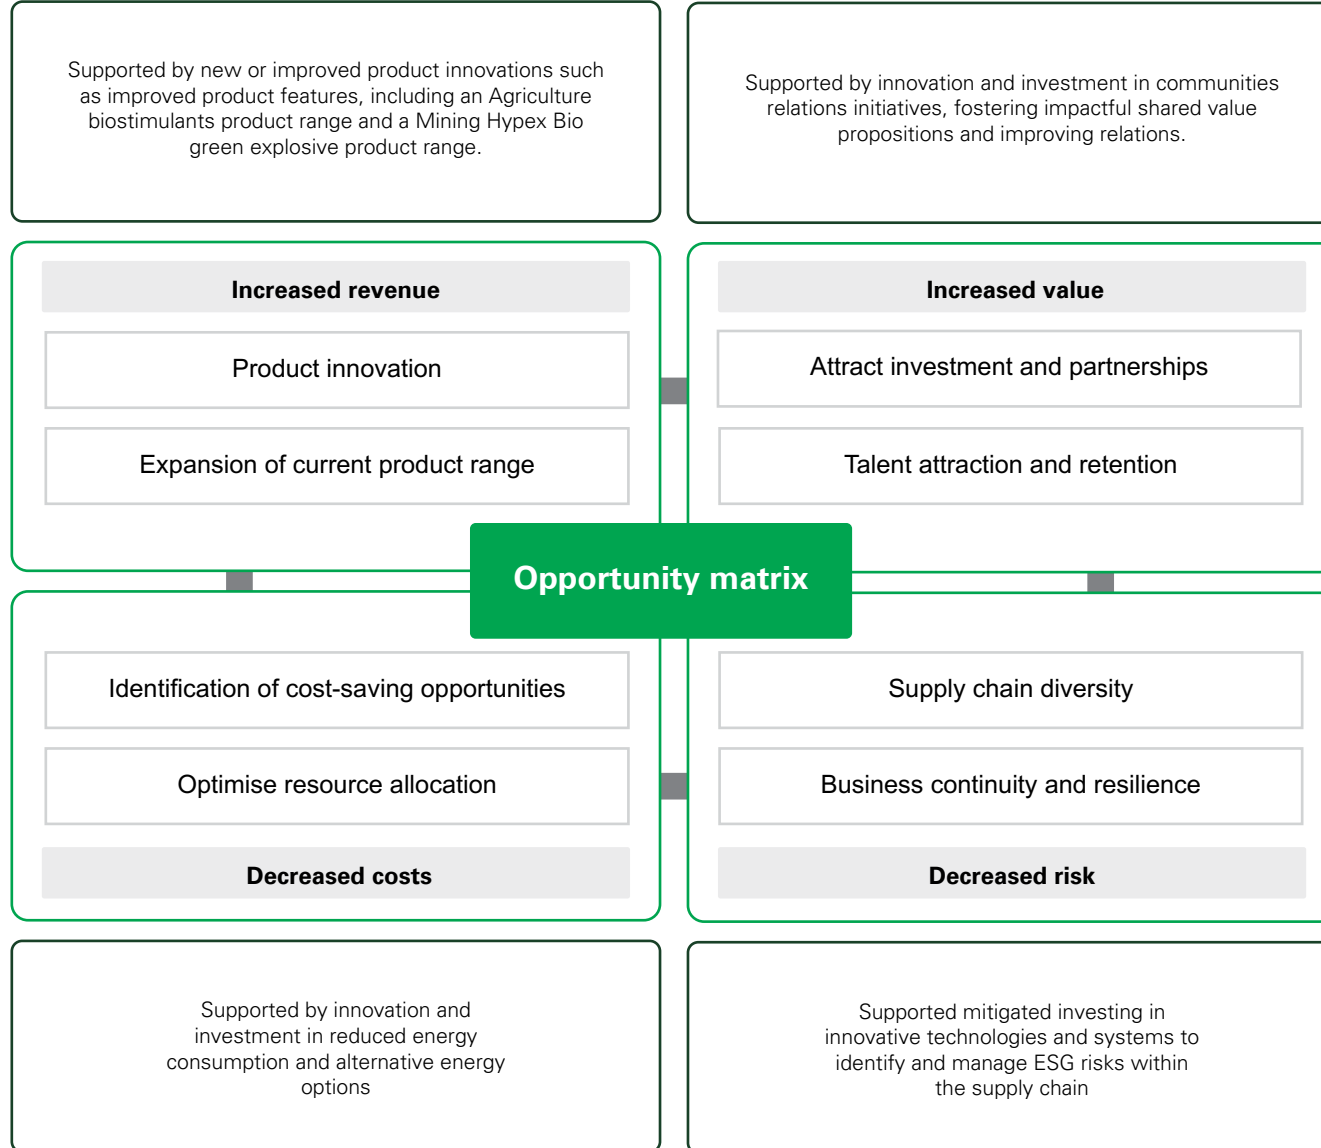 Supported by new or improved product innovations such
as improved product features, including an Agriculture
biostimulants product range and a Mining Hypex Bio
green explosive product range.
Supported by innovation and investment in communities
relations initiatives, fostering impactful shared value
propositions and improving relations.
Increased revenue
Product innovation
Expansion of current product range
Increased value
Attract investment and partnerships
Talent attraction and retention
Opportunity matrix
Identification of cost-saving opportunities
Optimise resource allocation
Decreased costs
Supply chain diversity
Business continuity and resilience
Decreased risk
Supported by innovation and
investment in reduced energy
consumption and alternative energy
options
Supported mitigated investing in
innovative technologies and systems to
identify and manage ESG risks within
the supply chain